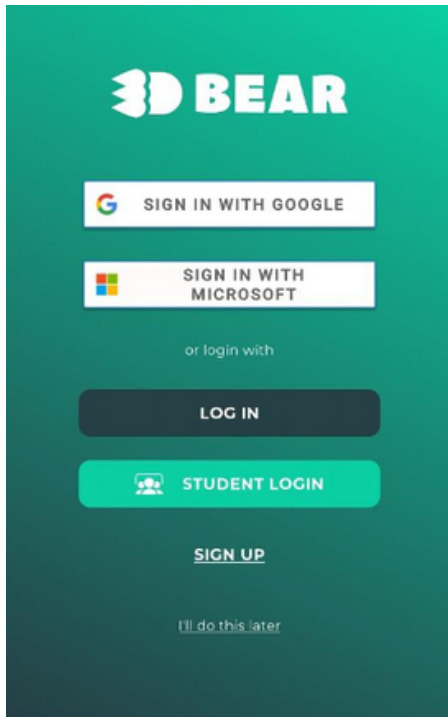 3D BEAR
SIGN IN WITH GOOGLE
SIGN IN WITH
MICROSOFT
or login with
LOG IN
STUDENT LOGIN
SIGN UP
I'll do this later